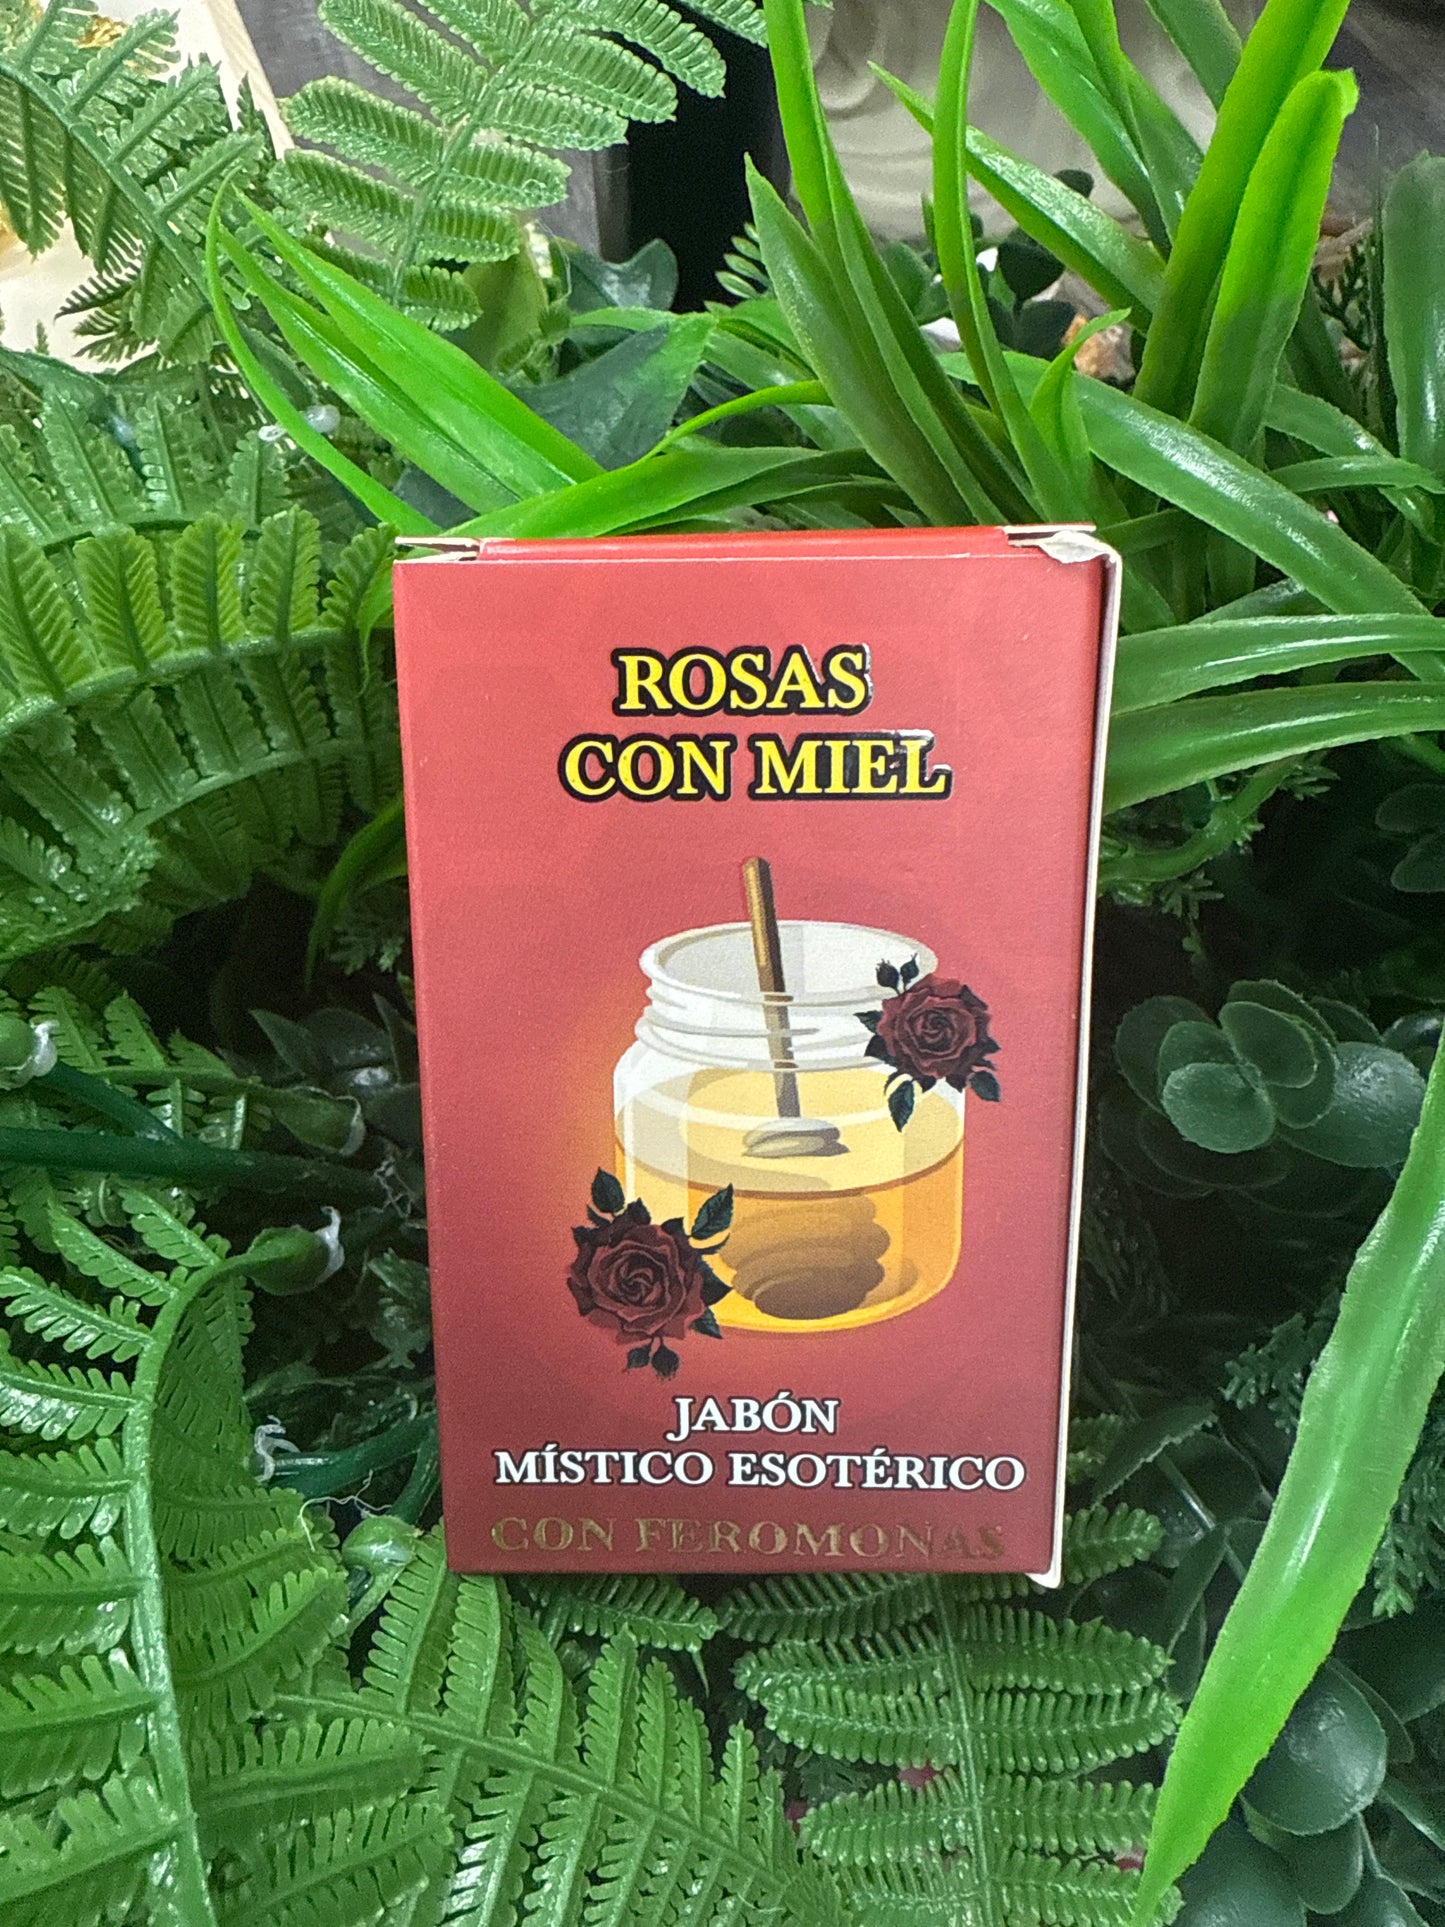 ROSAS
CON MIEL
JABÓN
MÍSTICO ESOTÉRICO
CON FEROMONAS